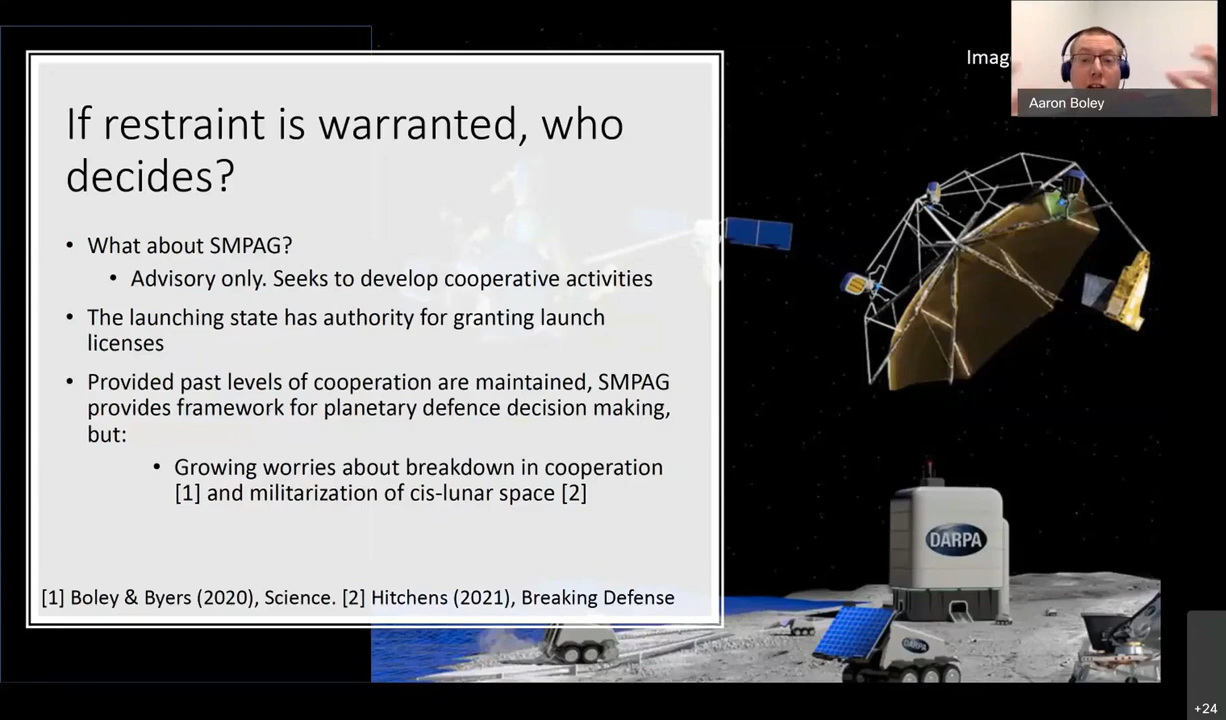 If restraint is warranted, who
decides?
• What about SMPAG?
• Advisory only. Seeks to develop cooperative activities
• The launching state has authority for granting launch
licenses
• Provided past levels of cooperation are maintained, SMPAG
provides framework for planetary defence decision making,
but:
• Growing worries about breakdown in cooperation
[1] and militarization of cis-lunar space [2]
[1] Boley & Byers (2020), Science. [2] Hitchens (2021), Breaking Defense
Aaron Boley
DARPA
DARPA
+24